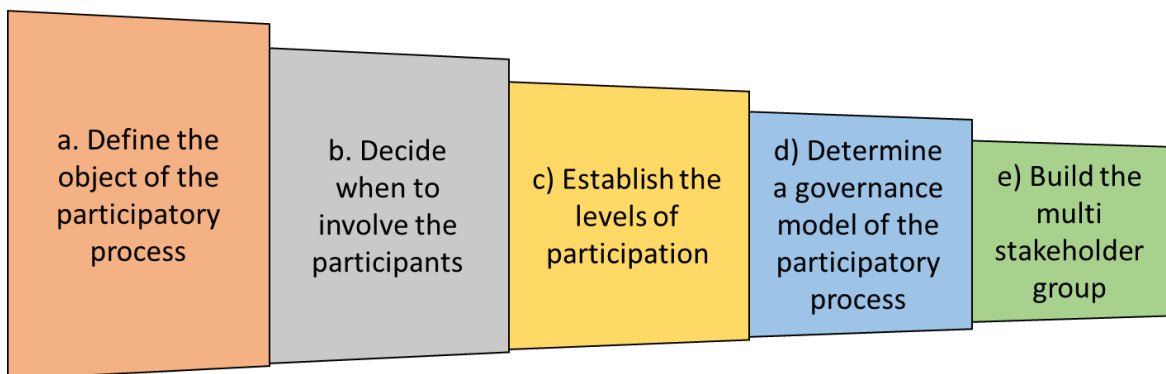 a. Define the
object of the
participatory
process
b. Decide
when to
involve the
participants
c) Establish the
levels of
participation
d) Determine
a governance
model of the
participatory
process
e) Build the
multi
stakeholder
group